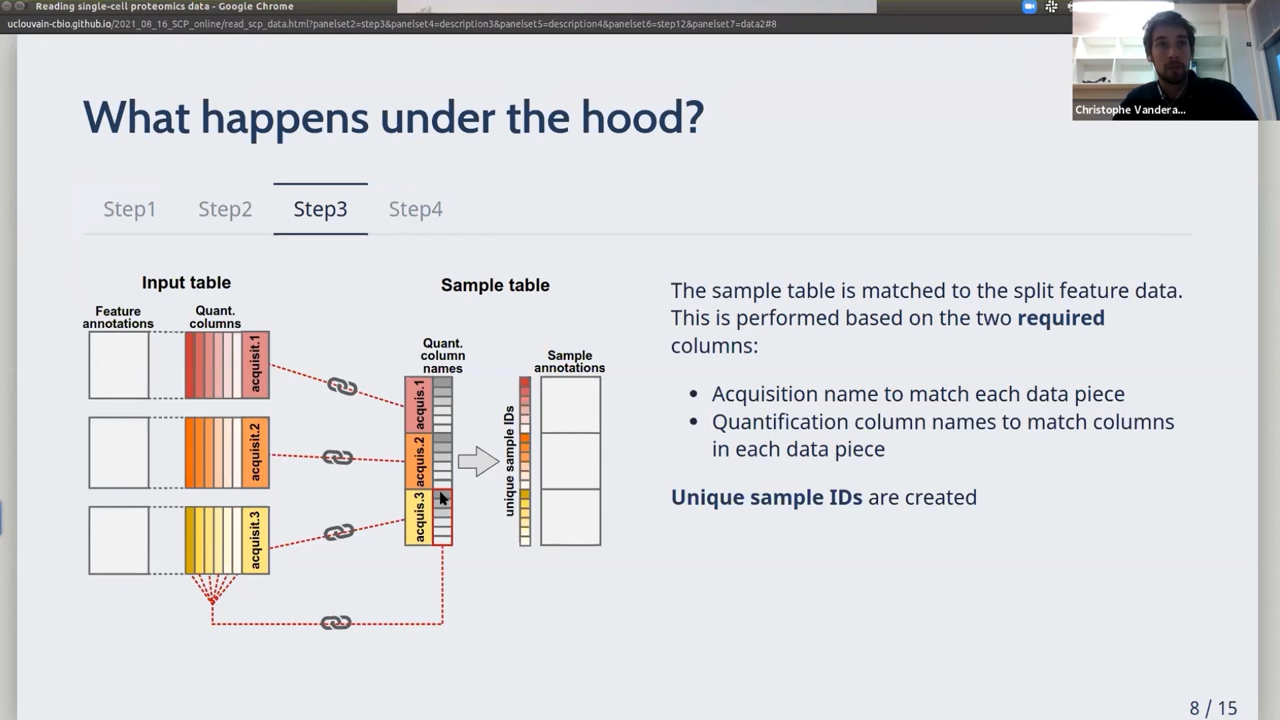 Reading single-cell proteomics data - Google Chrome
uclouvain-cbio.github.io/2021_08_16_SCP_online/read_scp_data.html?panelset2=step3&panelset4=description3&panelset5=description4&panelset6=step12&panelset7=data2#8
Christophe Vandera...
What happens under the hood?
Step1
Step2
Step3
Step4
Input table
Feature
annotations
Quant.
columns
acquisit.1
acquisit.2
acquisit.3
Sample table
Quant.
column
names
acquis.1
acquis.2
acquis.3
unique sample IDs
Sample
annotations
The sample table is matched to the split feature data.
This is performed based on the two required
columns:
• Acquisition name to match each data piece
• Quantification column names to match columns
in each data piece
Unique sample IDs are created
8 / 15